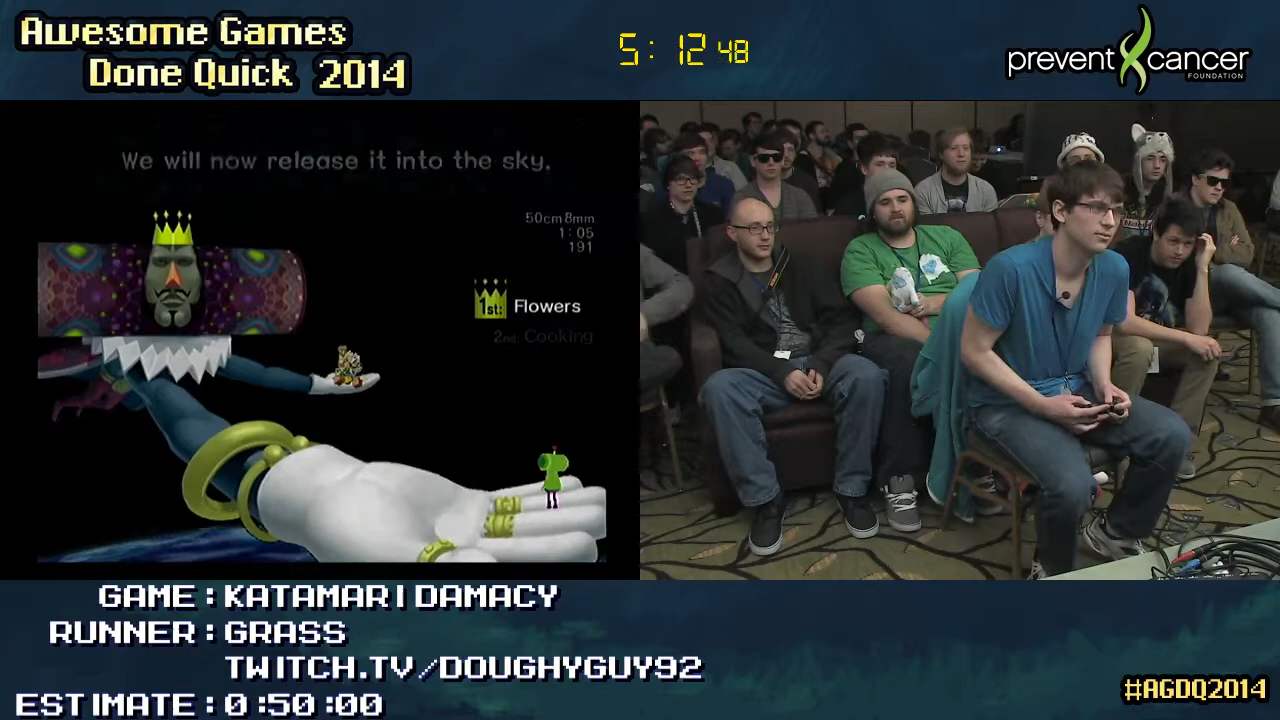 Awesome Games
Done Quick 2014
5:12 48
prevent cancer
FOUNDATION
We will now release it into the sky.
50cm8mm
1:05
191
1st: Flowers
2nd: Cooking
GAME : KATAMARI DAMACY
RUNNER : GRASS
TWITCH.TV/DOUGHYGUY92
ESTIMATE : 0:50:00
#AGDQ2014